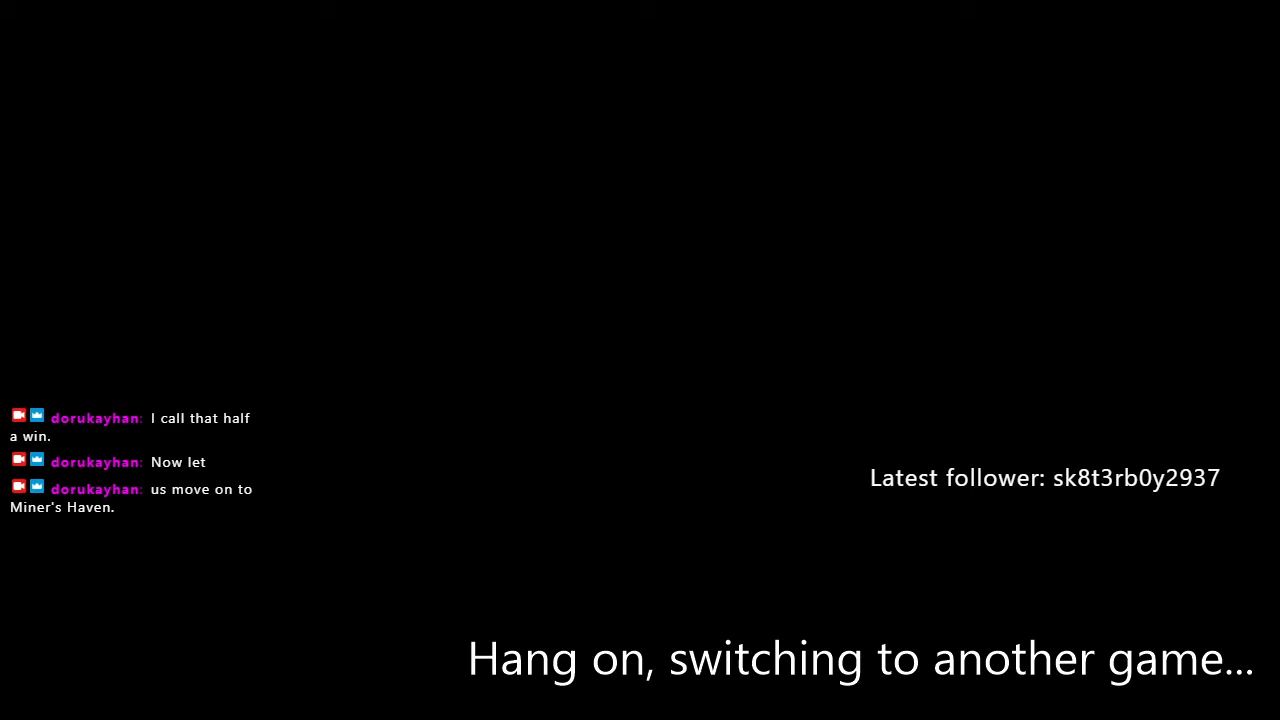 dorukayhan: I call that half
a win.
dorukayhan: Now let
dorukayhan: us move on to
Miner's Haven.
Latest follower: sk8t3rb0y2937
Hang on, switching to another game...